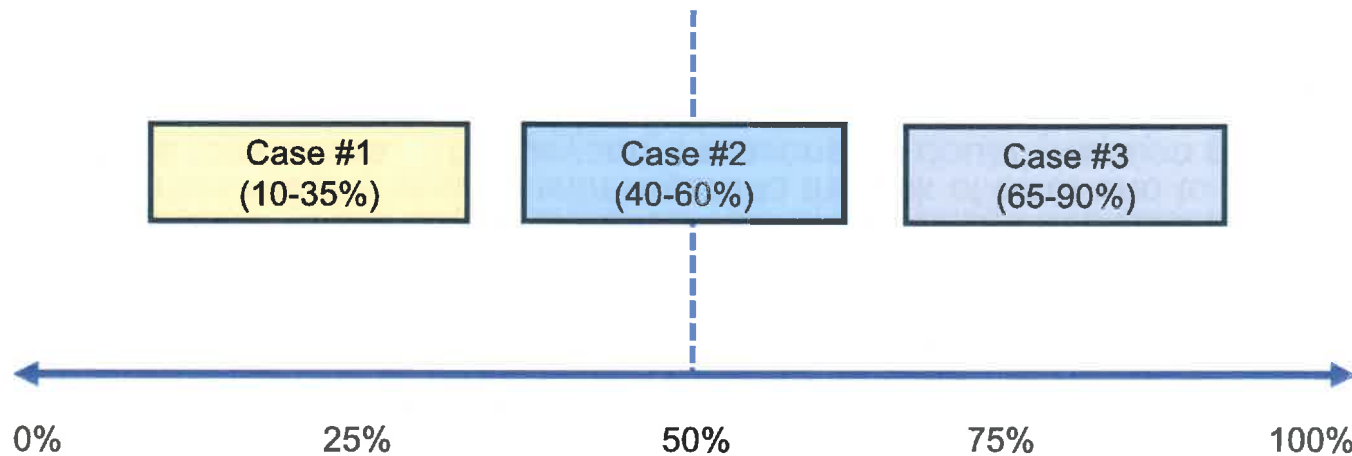 Case #1
(10-35%)
Case #2
(40-60%)
Case #3
(65-90%)
0% 25% 50% 75% 100%